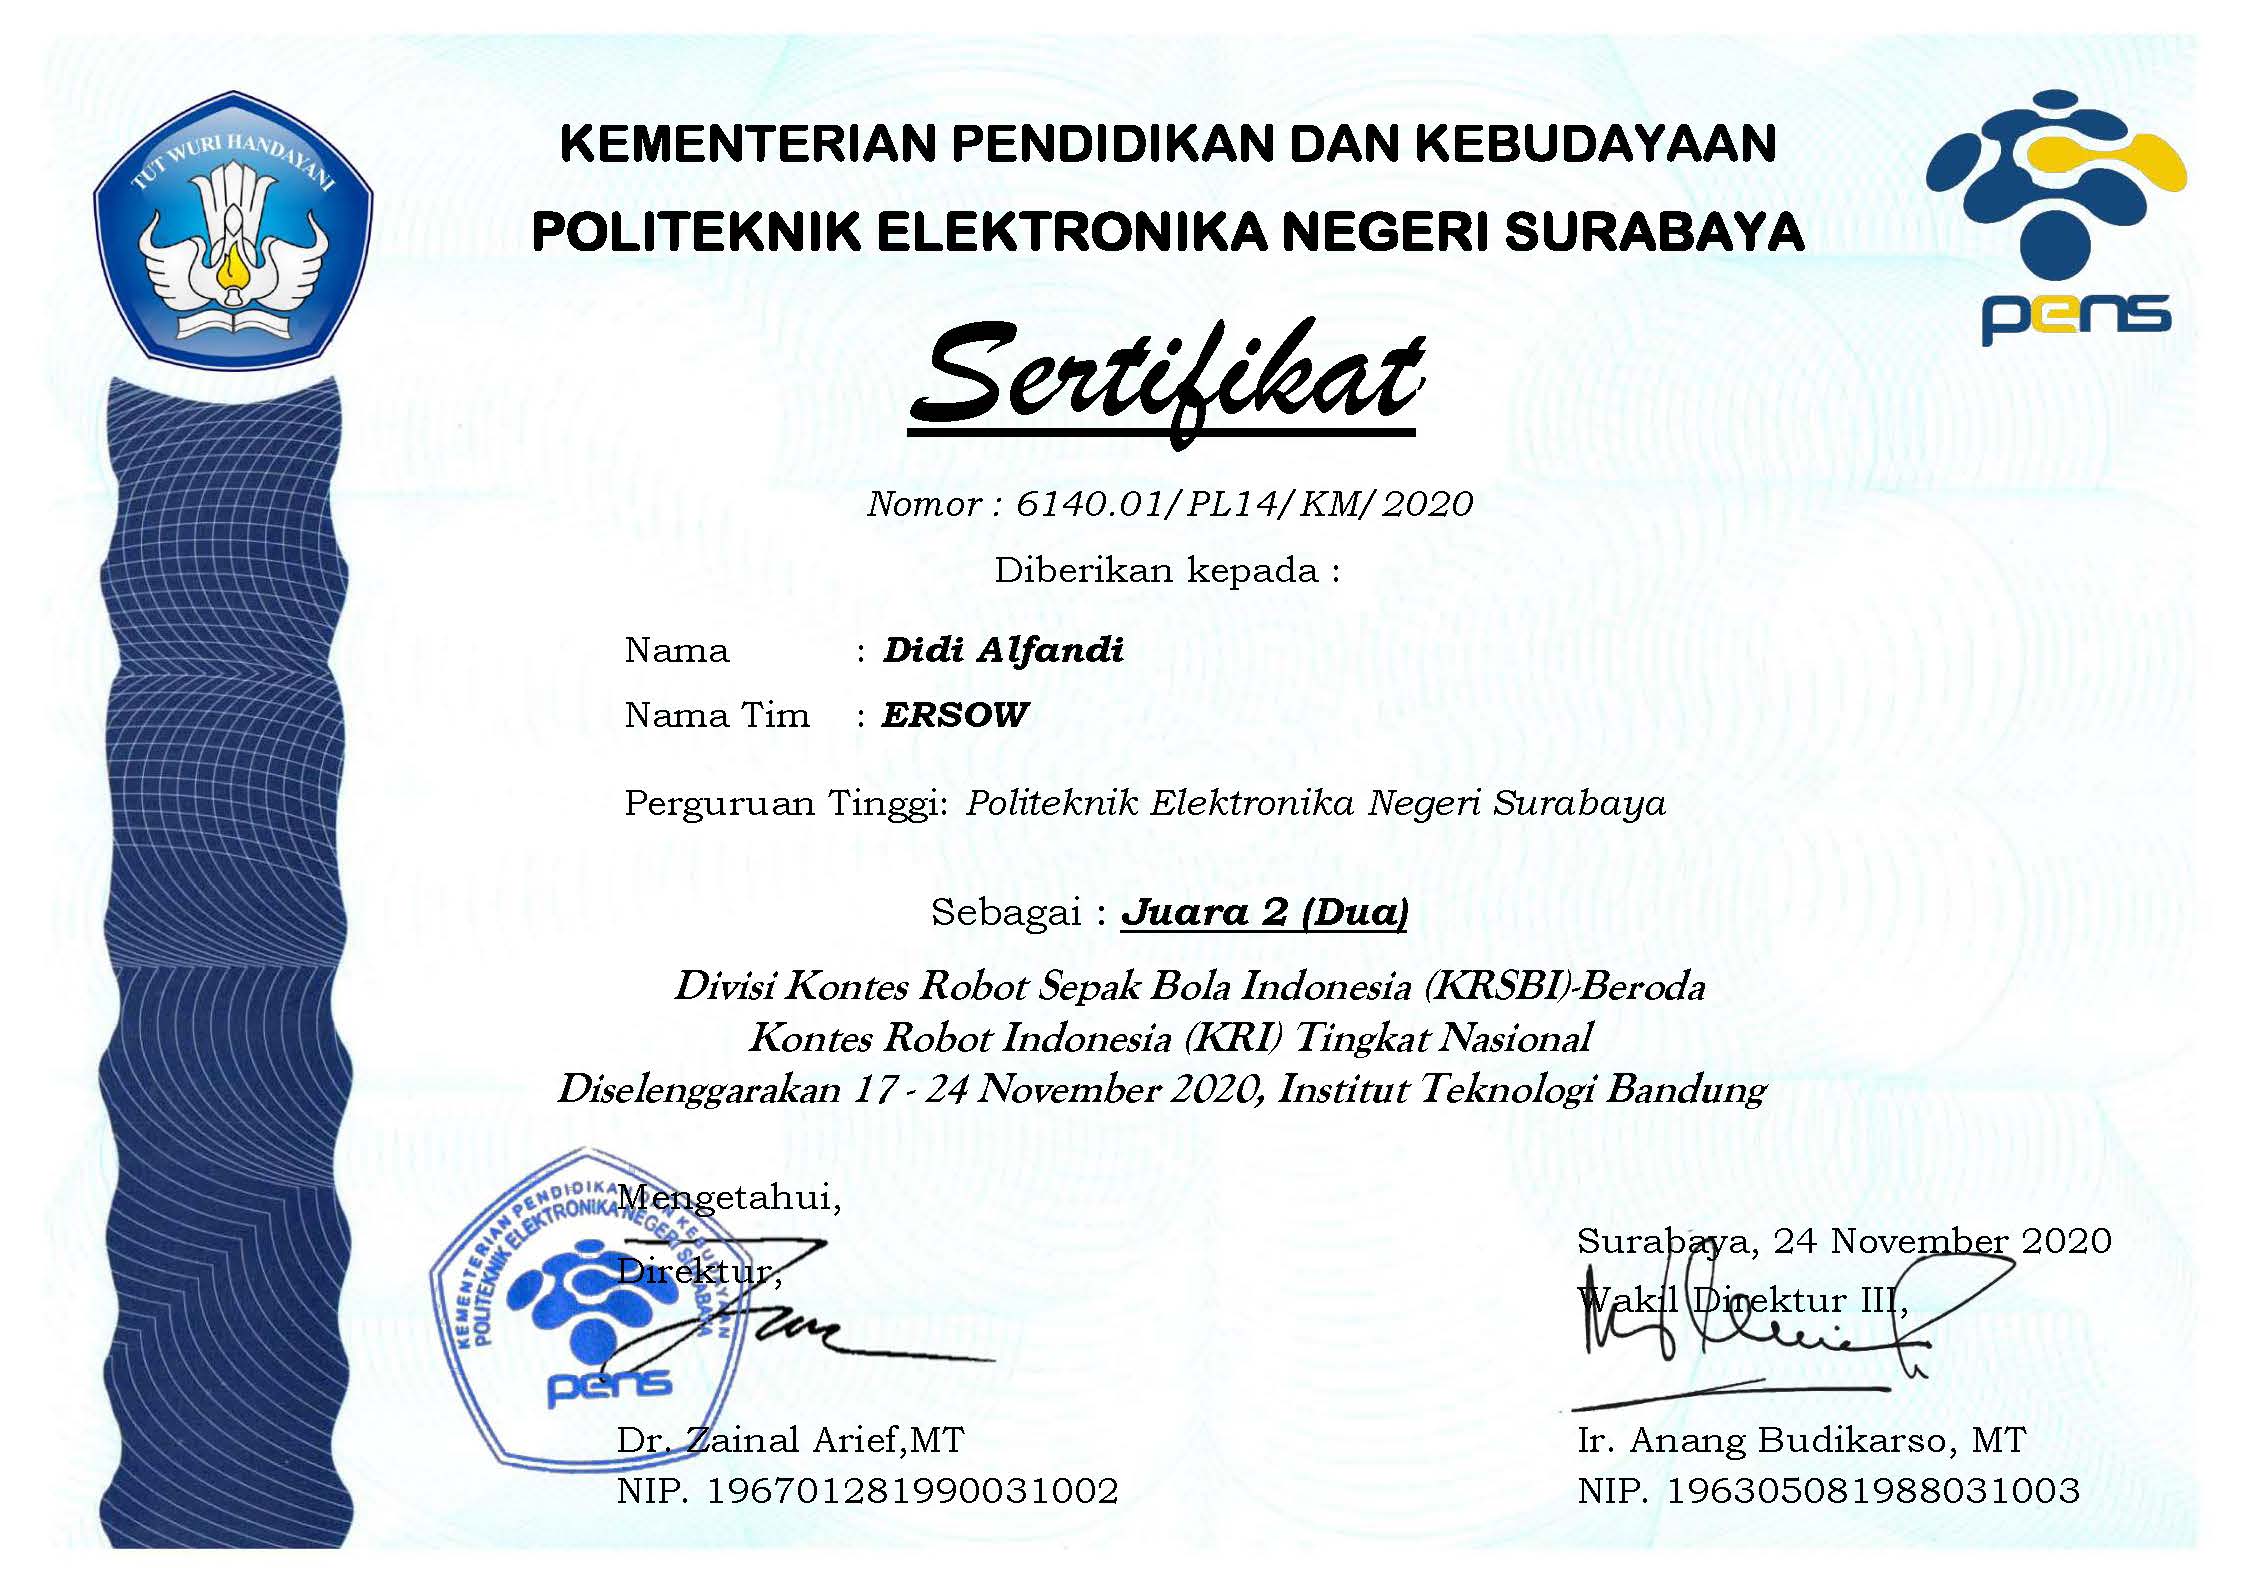 TUT WURI HANDAYANI
KEMENTERIAN PENDIDIKAN DAN KEBUDAYAAN
POLITEKNIK ELEKTRONIKA NEGERI SURABAYA
pens
Sertifikat
Nomor : 6140.01/PL14/KM/2020
Diberikan kepada :
Nama : Didi Alfandi
Nama Tim : ERSOW
Perguruan Tinggi: Politeknik Elektronika Negeri Surabaya
Sebagai : Juara 2 (Dua)
Divisi Kontes Robot Sepak Bola Indonesia (KRSBI)-Beroda
Kontes Robot Indonesia (KRI) Tingkat Nasional
Diselenggarakan 17 - 24 November 2020, Institut Teknologi Bandung
Mengetahui,
Direktur,
KEMENTERIAN PENDIDIKAN DAN KEBUDAYAAN
POLITEKNIK ELEKTRONIKA NEGERI SURABAYA
pens
Dr. Zainal Arief,MT
NIP. 196701281990031002
Surabaya, 24 November 2020
Wakil Direktur III,
Ir. Anang Budikarso, MT
NIP. 196305081988031003